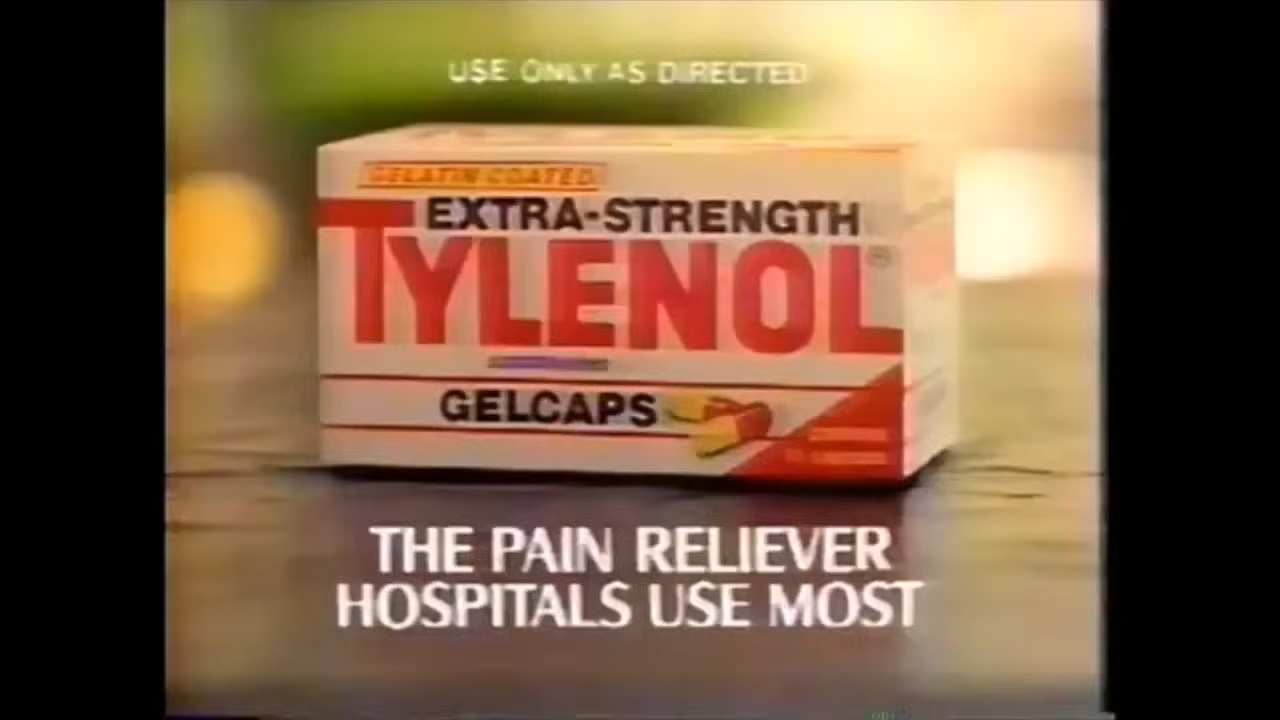 USE ONLY AS DIRECTED
GELATIN COATED
EXTRA-STRENGTH
TYLENOL®
GELCAPS
THE PAIN RELIEVER
HOSPITALS USE MOST